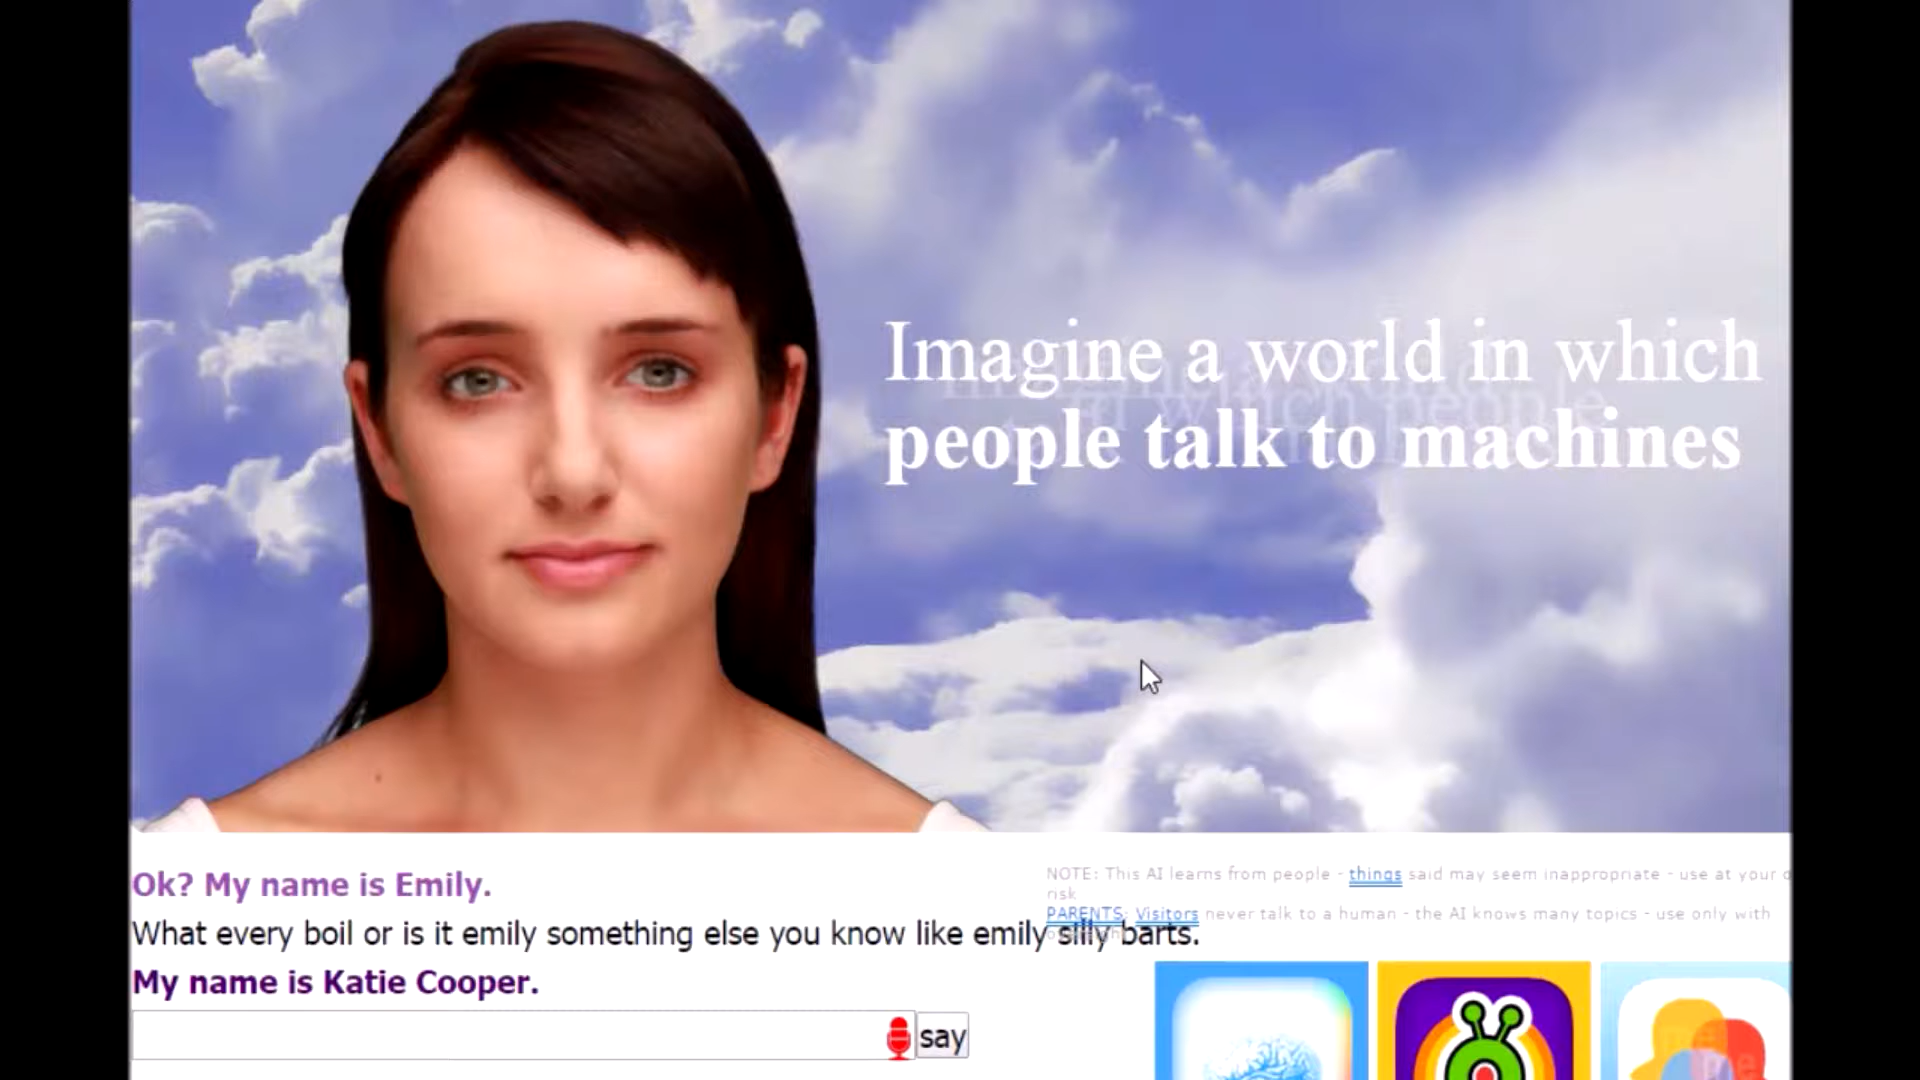 Imagine a world in which
people talk to machines
Ok? My name is Emily.
What every boil or is it emily something else you know like emily silly barts.
My name is Katie Cooper.
say
NOTE: This AI learns from people - things said may seem inappropriate - use at your
risk
PARENTS: Visitors never talk to a human - the AI knows many topics - use only with